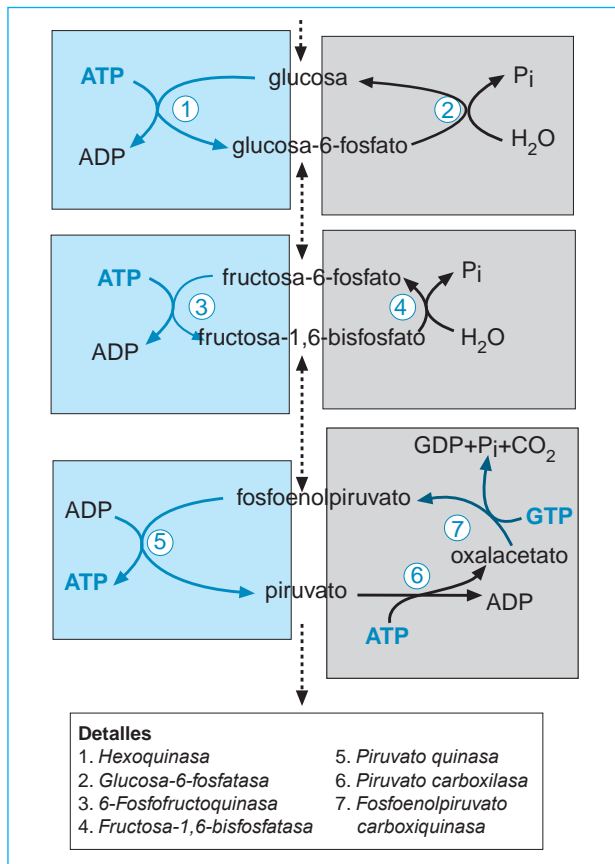 ATP
glucosa
Pi
1
2
ADP
glucosa-6-fosfato
H2O
ATP
fructosa-6-fosfato
Pi
3
4
ADP
fructosa-1,6-bisfosfato
H2O
GDP+Pi+CO2
ADP
fosfoenolpiruvato
GTP
7
5
oxalacetato
ATP
piruvato
6
ADP
ATP
Detalles
1. Hexoquinasa
2. Glucosa-6-fosfatasa
3. 6-Fosfofructoquinasa
4. Fructosa-1,6-bisfosfatasa
5. Piruvato quinasa
6. Piruvato carboxilasa
7. Fosfoenolpiruvato
carboxiquinasa